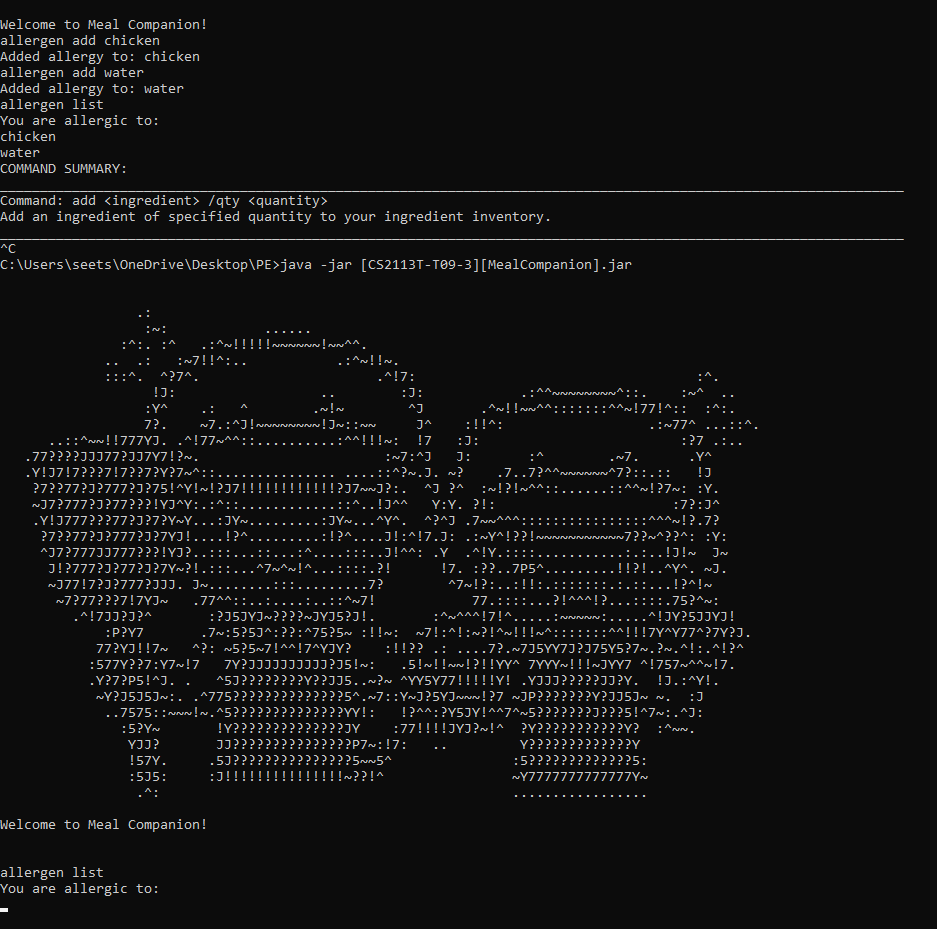 Welcome to Meal Companion!
allergen add chicken
Added allergy to: chicken
allergen add water
Added allergy to: water
allergen list
You are allergic to:
chicken
water
COMMAND SUMMARY:
Command: add <ingredient> /qty <quantity>
Add an ingredient of specified quantity to your ingredient inventory.
^C
C:\Users\seets\OneDrive\Desktop\PE>java -jar [CS2113T-T09-3][MealCompanion].jar
Welcome to Meal Companion!
allergen list
You are allergic to: